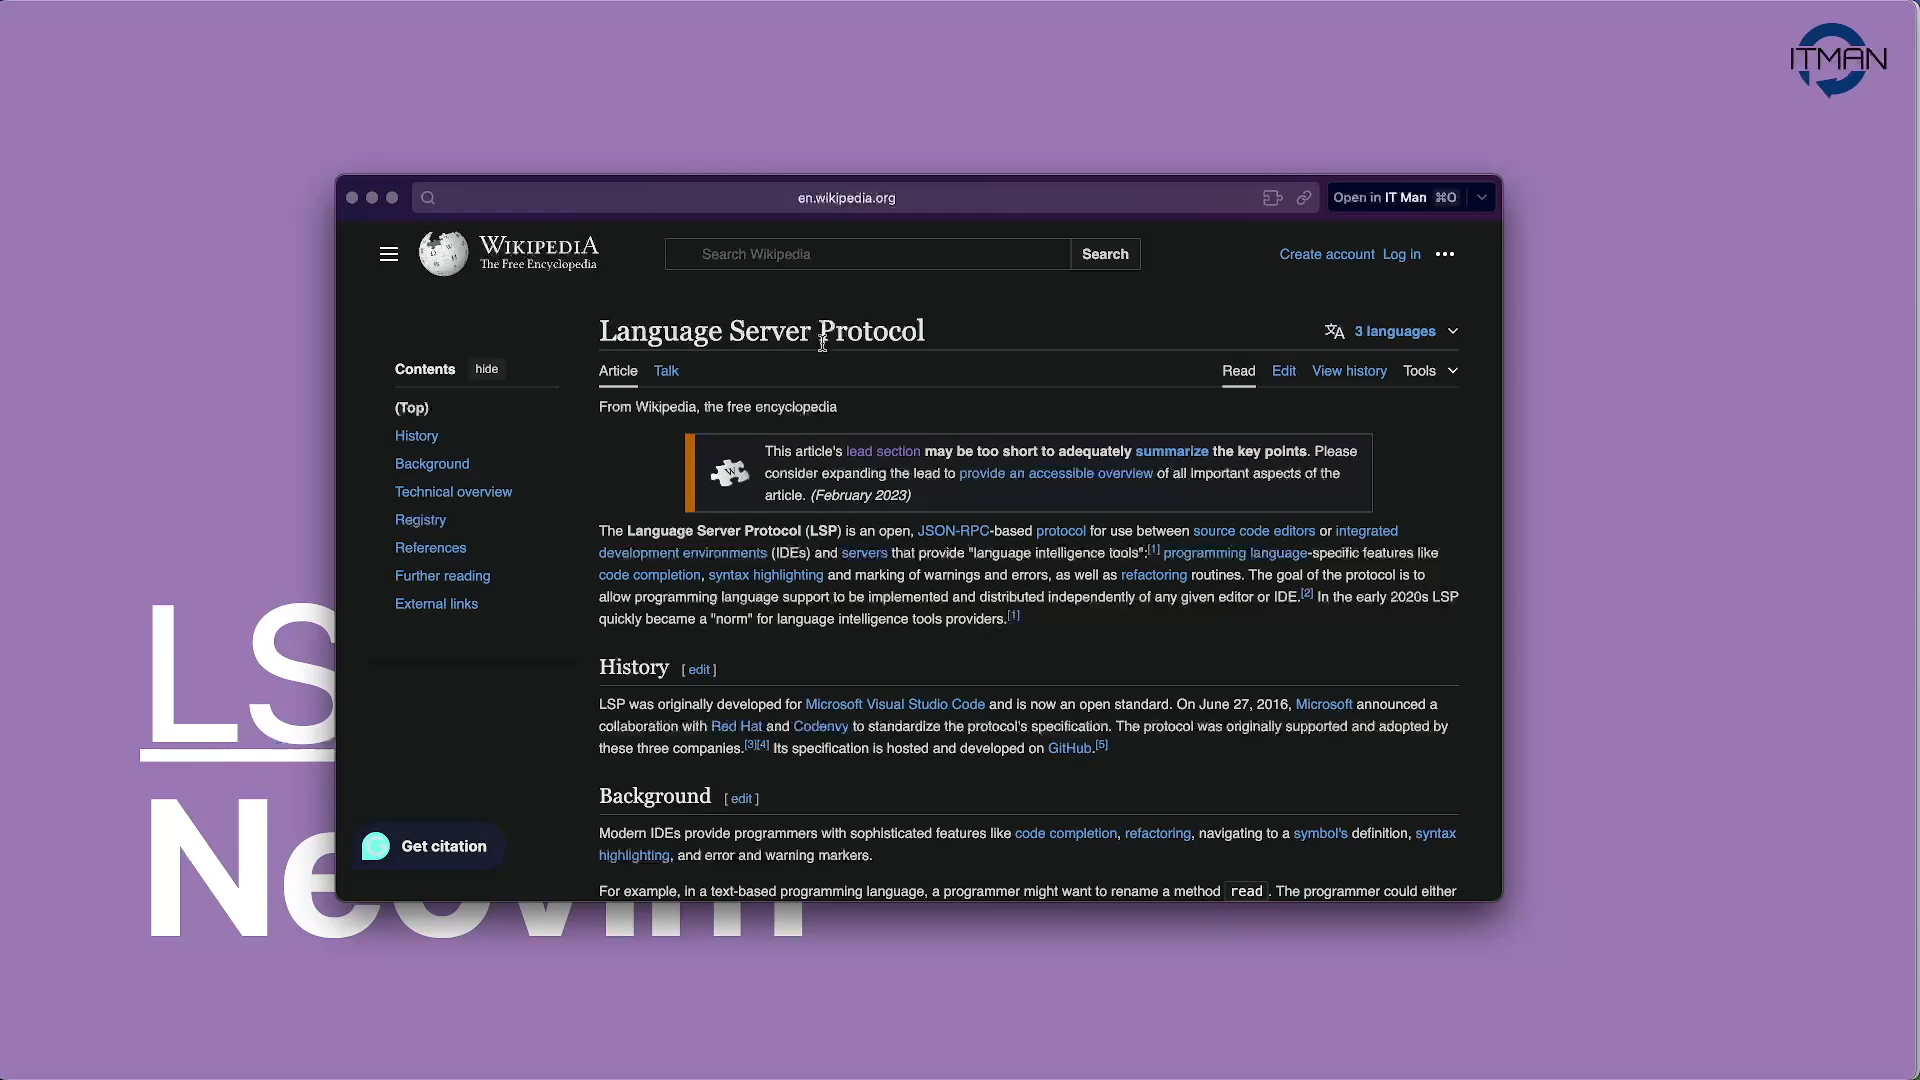 ITMAN
en.wikipedia.org
Open in IT Man ⌘O
WIKIPEDIA
The Free Encyclopedia
Search Wikipedia
Search
Create account Log in
Language Server Protocol
3 languages
Contents hide
Article Talk
Read Edit View history Tools
(Top)
History
Background
Technical overview
Registry
References
Further reading
External links
From Wikipedia, the free encyclopedia
This article's lead section may be too short to adequately summarize the key points. Please
consider expanding the lead to provide an accessible overview of all important aspects of the
article. (February 2023)
The Language Server Protocol (LSP) is an open, JSON-RPC-based protocol for use between source code editors or integrated
development environments (IDEs) and servers that provide "language intelligence tools":[1] programming language-specific features like
code completion, syntax highlighting and marking of warnings and errors, as well as refactoring routines. The goal of the protocol is to
allow programming language support to be implemented and distributed independently of any given editor or IDE.[2] In the early 2020s LSP
quickly became a "norm" for language intelligence tools providers.[1]
History [ edit ]
LSP was originally developed for Microsoft Visual Studio Code and is now an open standard. On June 27, 2016, Microsoft announced a
collaboration with Red Hat and Codenvy to standardize the protocol's specification. The protocol was originally supported and adopted by
these three companies.[3][4] Its specification is hosted and developed on GitHub.[5]
Background [ edit ]
Modern IDEs provide programmers with sophisticated features like code completion, refactoring, navigating to a symbol's definition, syntax
highlighting, and error and warning markers.
For example, in a text-based programming language, a programmer might want to rename a method read. The programmer could either
Get citation
LS
Neovim